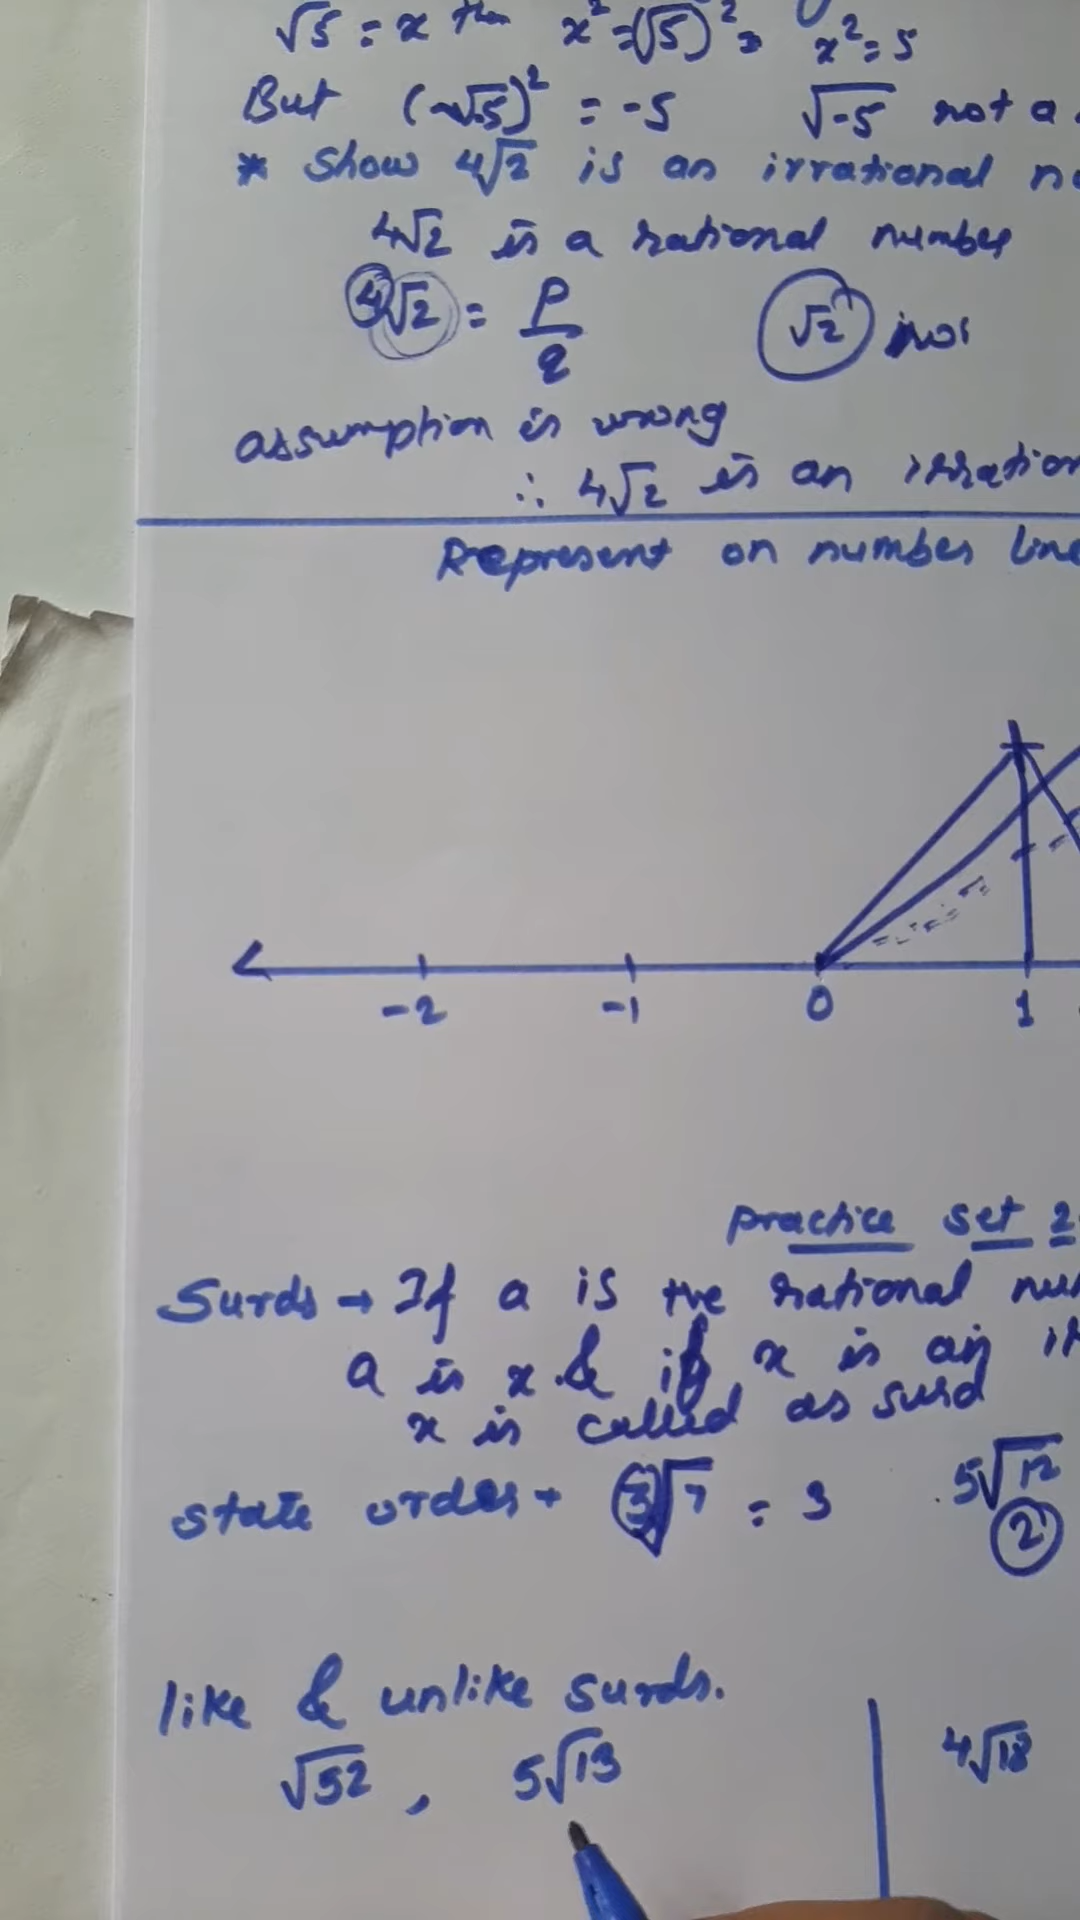 √5 = x then x² = (√5)² = x² = 5
But (-√5)² = -5 √-5 not a
* Show 4√2 is an irrational
4√2 is a rational number
4√2 = p/q √2
assumption is wrong
∴ 4√2 is an
Represent on number line
-2 -1 0 1
Practice set 2
Surds → If a is +ve rational
a is x & if x is an
x is called as surd
state order → ³√7 = 3 5√12
2
like & unlike surds.
√52 , 5√13 4√18